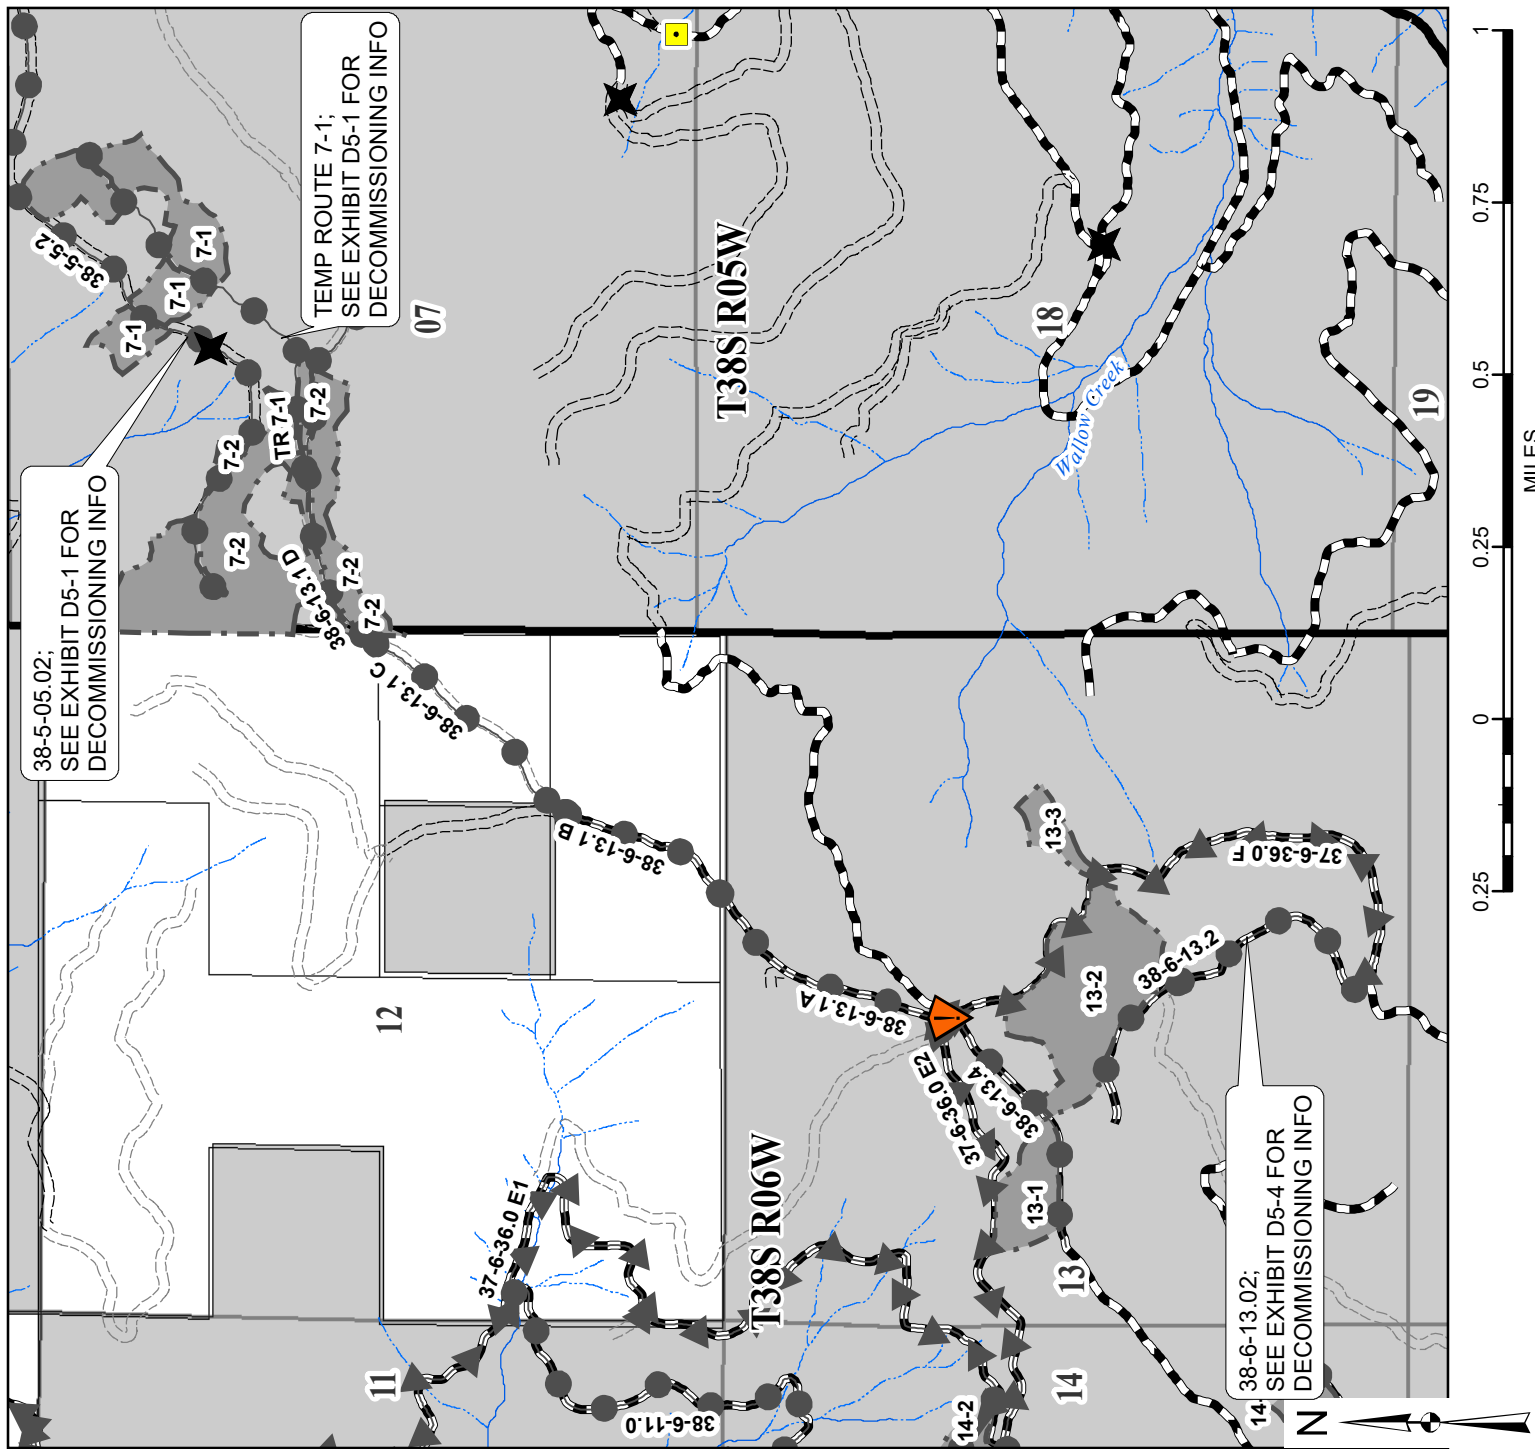 38-5-05.02;
SEE EXHIBIT D5-1 FOR
DECOMMISSIONING INFO
TEMP ROUTE 7-1;
SEE EXHIBIT D5-1 FOR
DECOMMISSIONING INFO
38-5-5.2
7-1
7-1
7-1
07
7-2
TR 7-1
7-2
7-2
38-6-13.1 D
7-2
7-2
38-6-13.1 C
38-6-13.1 B
38-6-13.1 A
T38S R05W
18
Wallow Creek
19
12
11
37-6-36.0 E1
38-6-11.0
T38S R06W
37-6-36.0 E2
38-6-13.4
13-1
13-2
13-3
38-6-13.2
37-6-36.0 F
13
14
14-2
14-
38-6-13.02;
SEE EXHIBIT D5-4 FOR
DECOMMISSIONING INFO
!
N
0.25
0
0.25
0.5
0.75
1
MILES